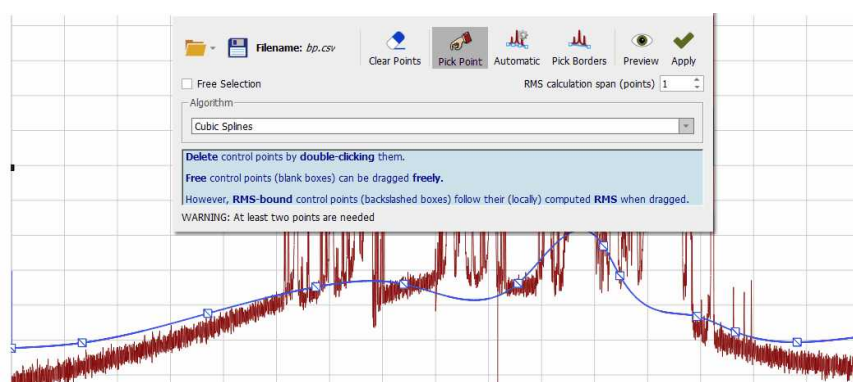 Filename: bp.csv
Clear Points Pick Point Automatic Pick Borders Preview Apply
Free Selection RMS calculation span (points) 1
Algorithm
Cubic Splines
Delete control points by double-clicking them.
Free control points (blank boxes) can be dragged freely.
However, RMS-bound control points (backslashed boxes) follow their (locally) computed RMS when dragged.
WARNING: At least two points are needed